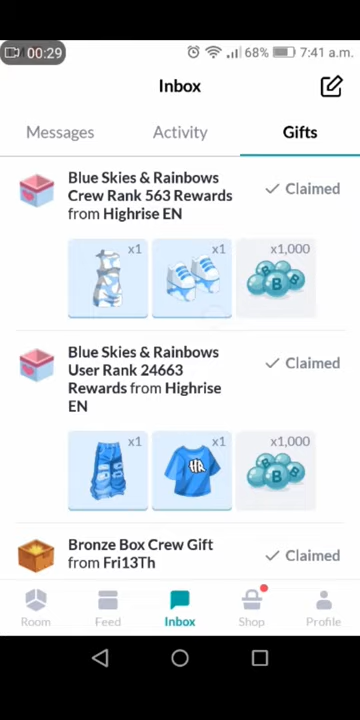 00:29 68% 7:41 a.m.
Inbox
Messages Activity Gifts
Blue Skies & Rainbows
Crew Rank 563 Rewards
from Highrise EN
Claimed
x1 x1 x1,000
B B B
Blue Skies & Rainbows
User Rank 24663
Rewards from Highrise
EN
Claimed
x1 x1 x1,000
HR
B B B
Bronze Box Crew Gift
from Fri13Th
Claimed
Room Feed Inbox Shop Profile